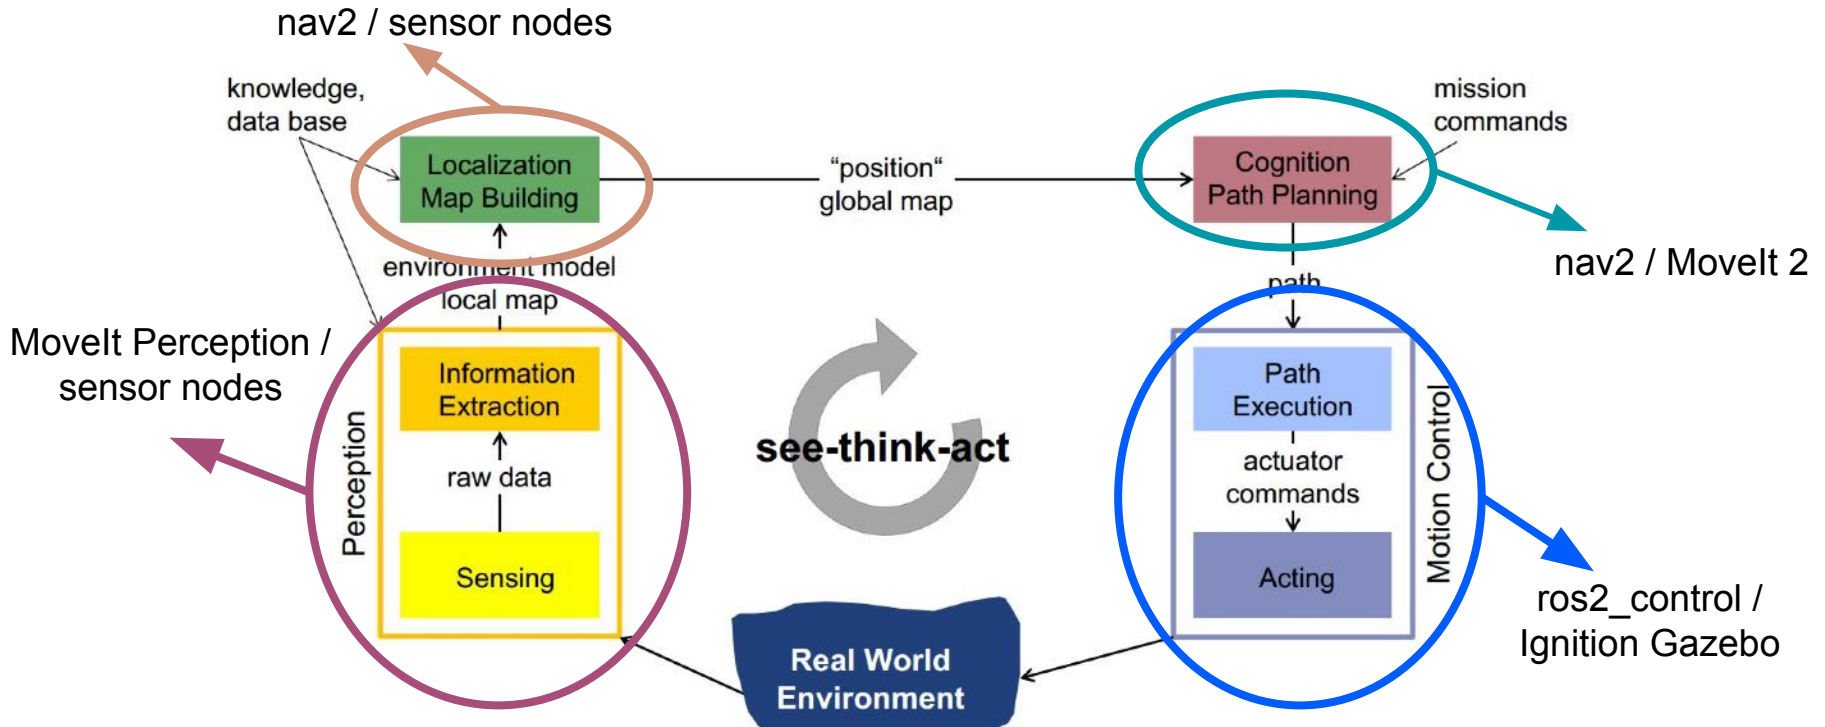 nav2 / sensor nodes
knowledge,
data base
mission
commands
Localization
Map Building
“position“
global map
Cognition
Path Planning
nav2 / MoveIt 2
environment model
local map
path
MoveIt Perception /
sensor nodes
Information
Extraction
Path
Execution
see-think-act
raw data
actuator
commands
Perception
Motion Control
Sensing
Acting
ros2_control /
Ignition Gazebo
Real World
Environment